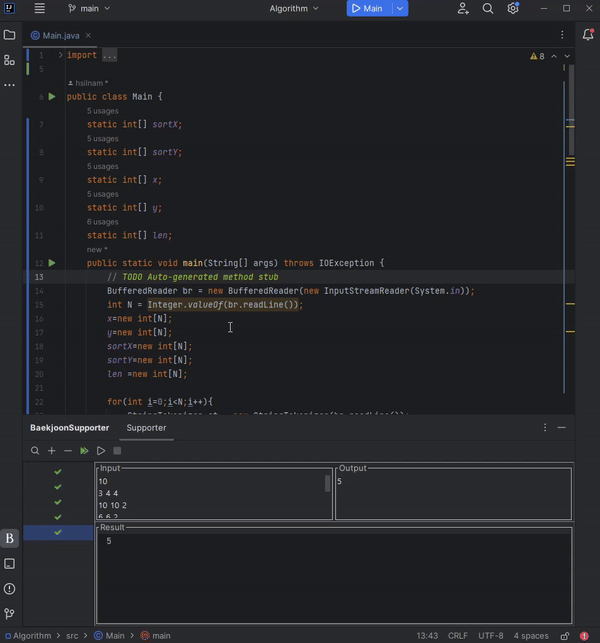 IJ main Algorithm Main
Main.java
1 import ...
8
5
hsilnam *
6 public class Main {
5 usages
7 static int[] sortX;
5 usages
8 static int[] sortY;
5 usages
9 static int[] x;
5 usages
10 static int[] y;
6 usages
11 static int[] len;
new *
12 public static void main(String[] args) throws IOException {
13 // TODO Auto-generated method stub
14 BufferedReader br = new BufferedReader(new InputStreamReader(System.in));
15 int N = Integer.valueOf(br.readLine());
16 x=new int[N];
17 y=new int[N];
18 sortX=new int[N];
19 sortY=new int[N];
20 len =new int[N];
21
22 for(int i=0;i<N;i++){
BaekjoonSupporter Supporter
Input
10
3 4 4
10 10 2
6 6 2
Output
5
Result
5
B
Algorithm > src > Main > main 13:43 CRLF UTF-8 4 spaces